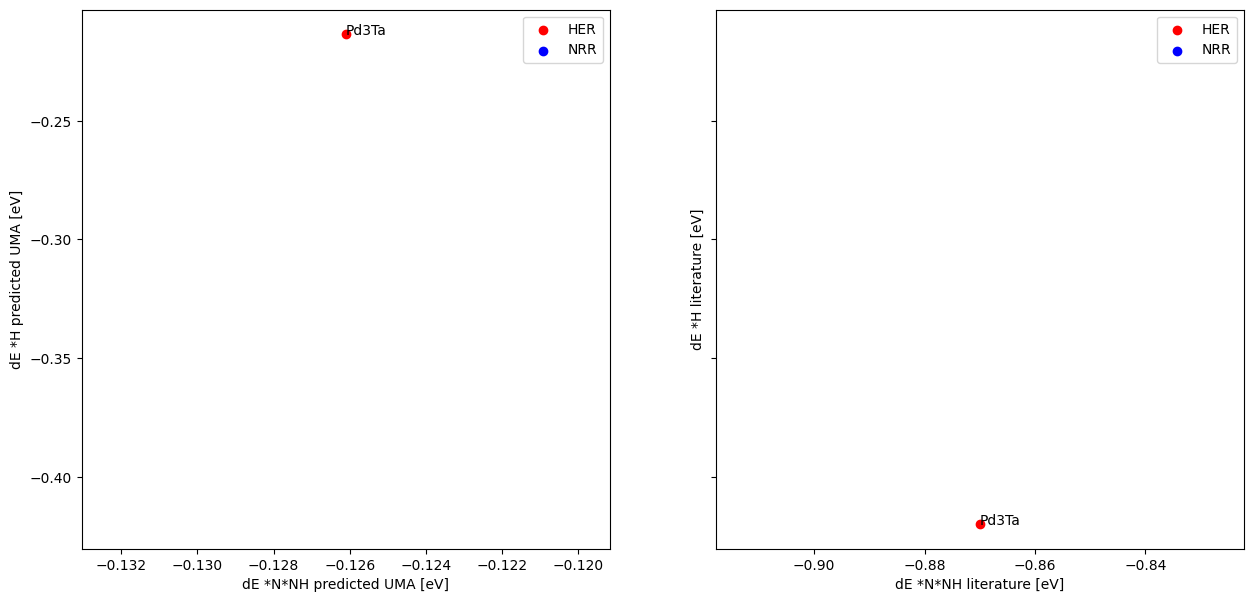 Pd3Ta
HER
NRR
−0.25
−0.30
−0.35
−0.40
dE *H predicted UMA [eV]
−0.132
−0.130
−0.128
−0.126
−0.124
−0.122
−0.120
dE *N*NH predicted UMA [eV]
HER
NRR
dE *H literature [eV]
Pd3Ta
−0.90
−0.88
−0.86
−0.84
dE *N*NH literature [eV]